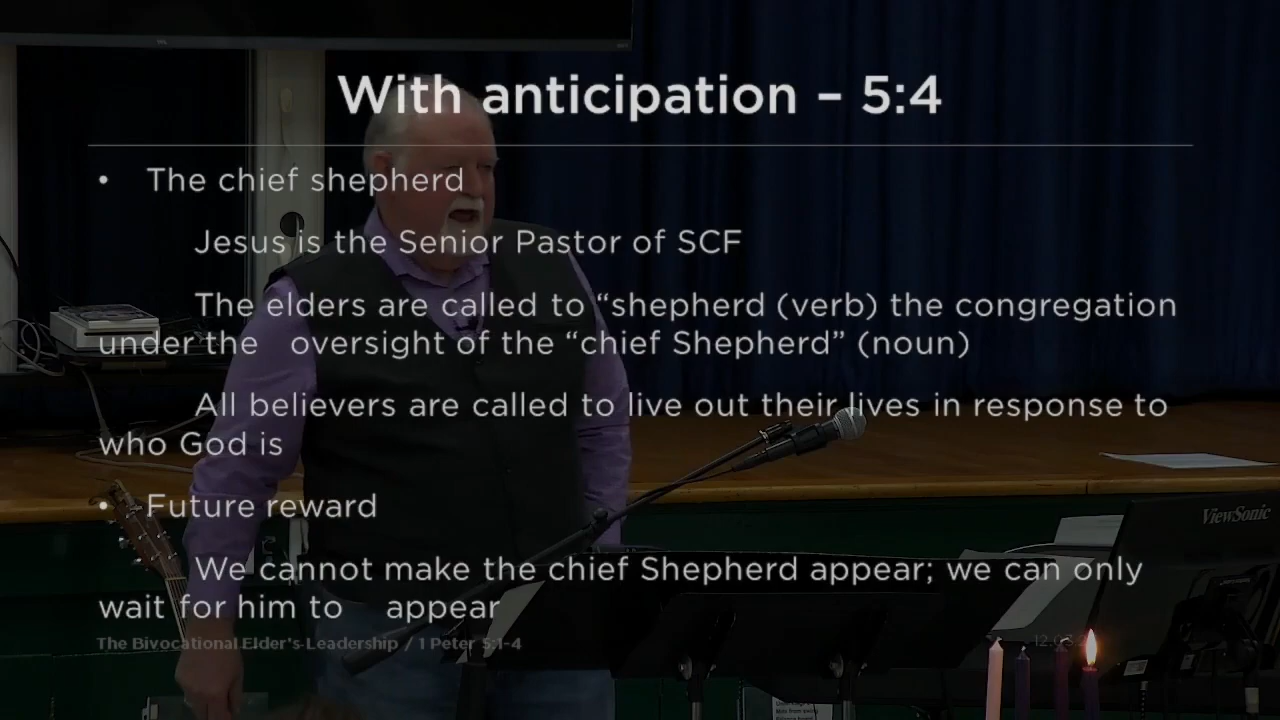 With anticipation – 5:4
• The chief shepherd
Jesus is the Senior Pastor of SCF
The elders are called to “shepherd (verb) the congregation
under the oversight of the “chief Shepherd” (noun)
All believers are called to live out their lives in response to
who God is
• Future reward
We cannot make the chief Shepherd appear; we can only
wait for him to appear
The Bivocational Elder's Leadership / 1 Peter 5:1-4
ViewSonic